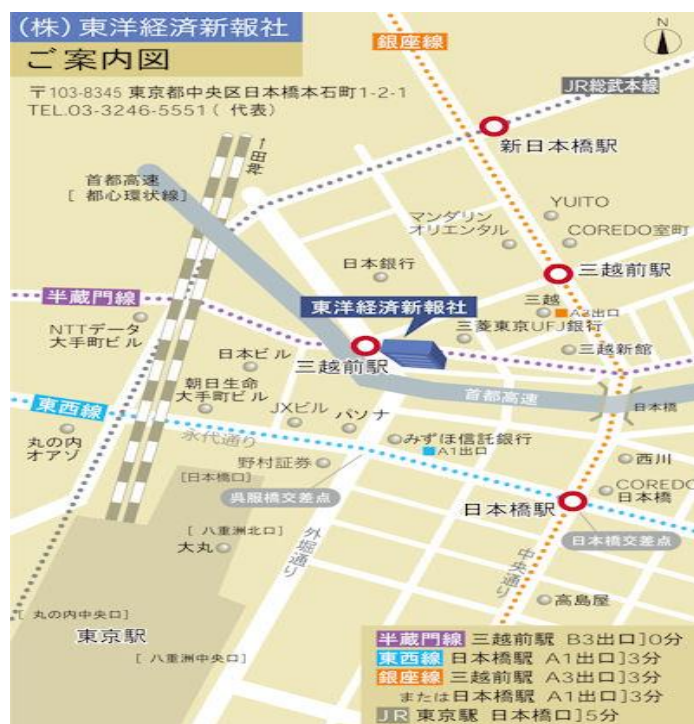 (株)東洋経済新報社
ご案内図
〒103-8345 東京都中央区日本橋本石町1-2-1
TEL.03-3246-5551( 代表)
N
銀座線
JR総武本線
新日本橋駅
↑田神
首都高速
[ 都心環状線]
YUITO
マンダリン
オリエンタル
COREDO室町
日本銀行
三越前駅
半蔵門線
東洋経済新報社
三越
A3出口
NTTデータ
大手町ビル
三菱東京UFJ銀行
三越新館
日本ビル
三越前駅
朝日生命
大手町ビル
首都高速
日本橋
東西線
JXビル
パソナ
丸の内
オアゾ
永代通り
みずほ信託銀行
A1出口
野村証券
西川
[日本橋口]
COREDO
日本橋
呉服橋交差点
日本橋駅
[ 八重洲北口]
大丸
外堀通り
日本橋交差点
中央通り
高島屋
[ 丸の内中央口]
東京駅
[ 八重洲中央口]
半蔵門線 三越前駅 B3出口]0分
東西線 日本橋駅 A1出口]3分
銀座線 三越前駅 A3出口]3分
または日本橋駅 A1出口]3分
JR 東京駅 日本橋口]5分